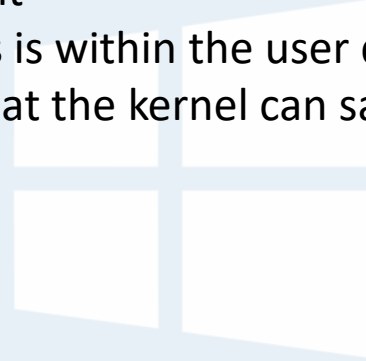 is within the user
at the kernel can